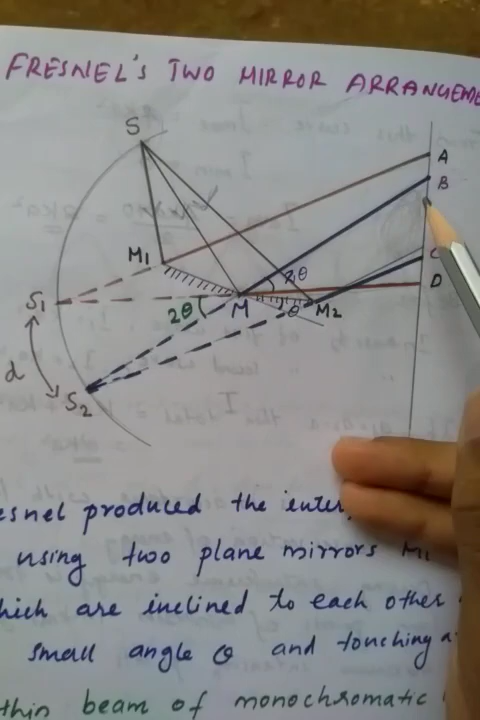 FRESNEL'S TWO MIRROR ARRANGEME
S
A
B
M1
2θ
C
S1
M
θ
M2
D
2θ
d
S2
esnel produced the inter
using two plane mirrors M1
hich are inclined to each other
small angle θ and touching a
thin beam of monochromatic